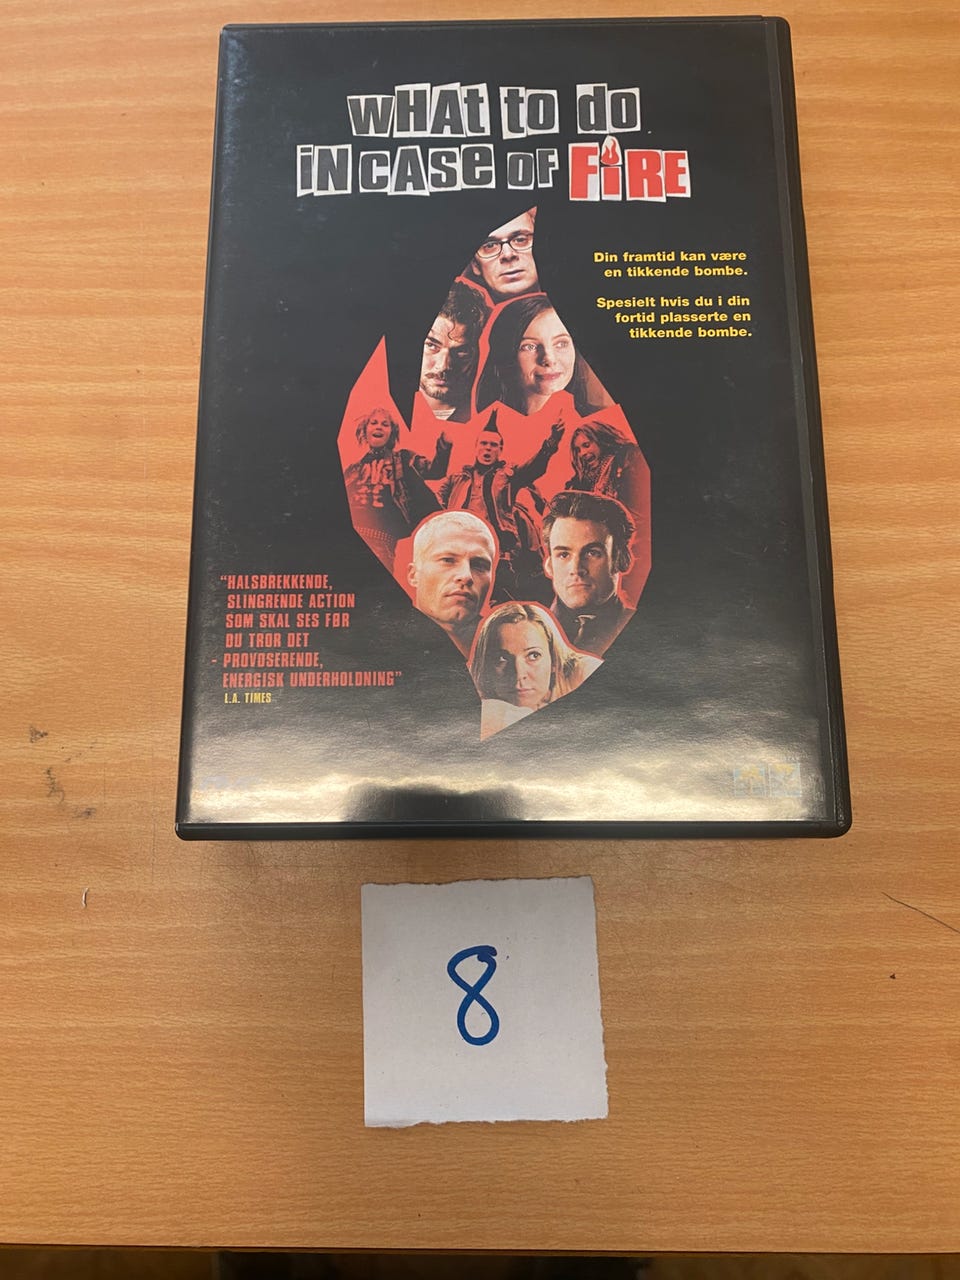 WHAt to do
iN CASe OF FiRE
Din framtid kan være
en tikkende bombe.
Spesielt hvis du i din
fortid plasserte en
tikkende bombe.
"HALSBREKKENDE,
SLINGRENDE ACTION
SOM SKAL SES FØR
DU TROR DET
- PROVOSERENDE,
ENERGISK UNDERHOLDNING"
L.A. TIMES
8